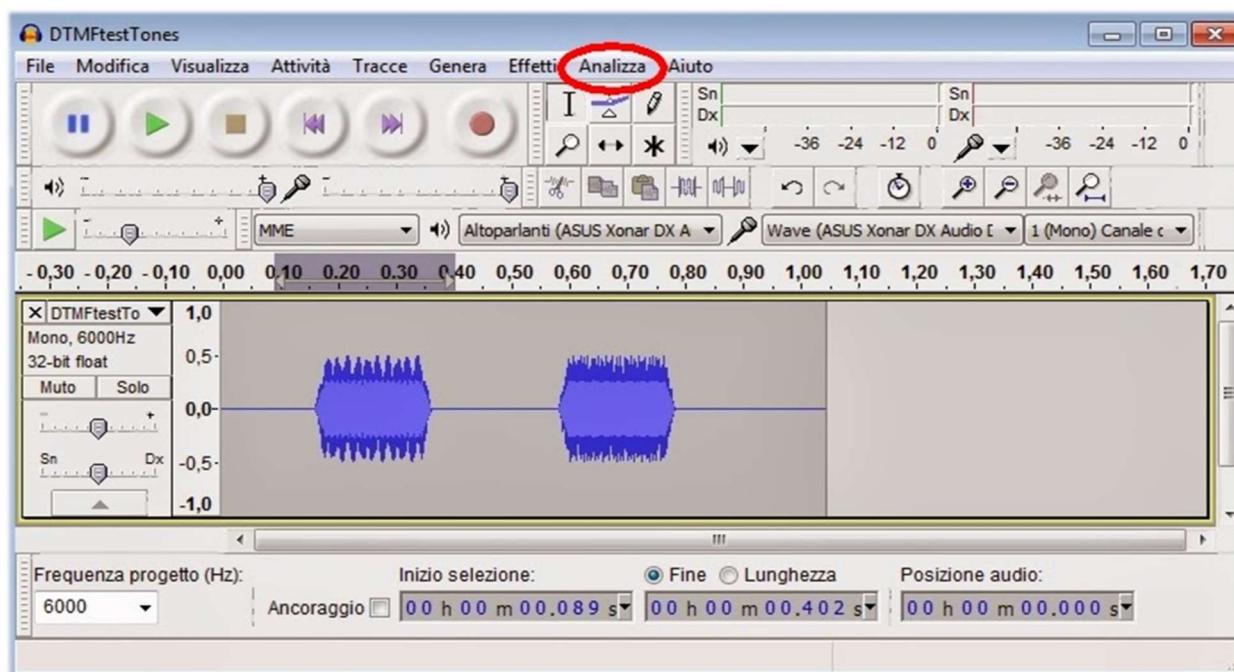 DTMFtestTones
File Modifica Visualizza Attività Tracce Genera Effetti Analizza Aiuto
Sn
Dx
-36 -24 -12 0
Sn
Dx
-36 -24 -12 0
MME
Altoparlanti (ASUS Xonar DX A
Wave (ASUS Xonar DX Audio D
1 (Mono) Canale c
-0,30 -0,20 -0,10 0,00 0,10 0,20 0,30 0,40 0,50 0,60 0,70 0,80 0,90 1,00 1,10 1,20 1,30 1,40 1,50 1,60 1,70
DTMFtestTo
Mono, 6000Hz
32-bit float
Muto Solo
- +
Sn Dx
1,0
0,5-
0,0-
-0,5-
-1,0
Frequenza progetto (Hz):
6000
Ancoraggio
Inizio selezione:
00 h 00 m 00.089 s
Fine Lunghezza
00 h 00 m 00.402 s
Posizione audio:
00 h 00 m 00.000 s